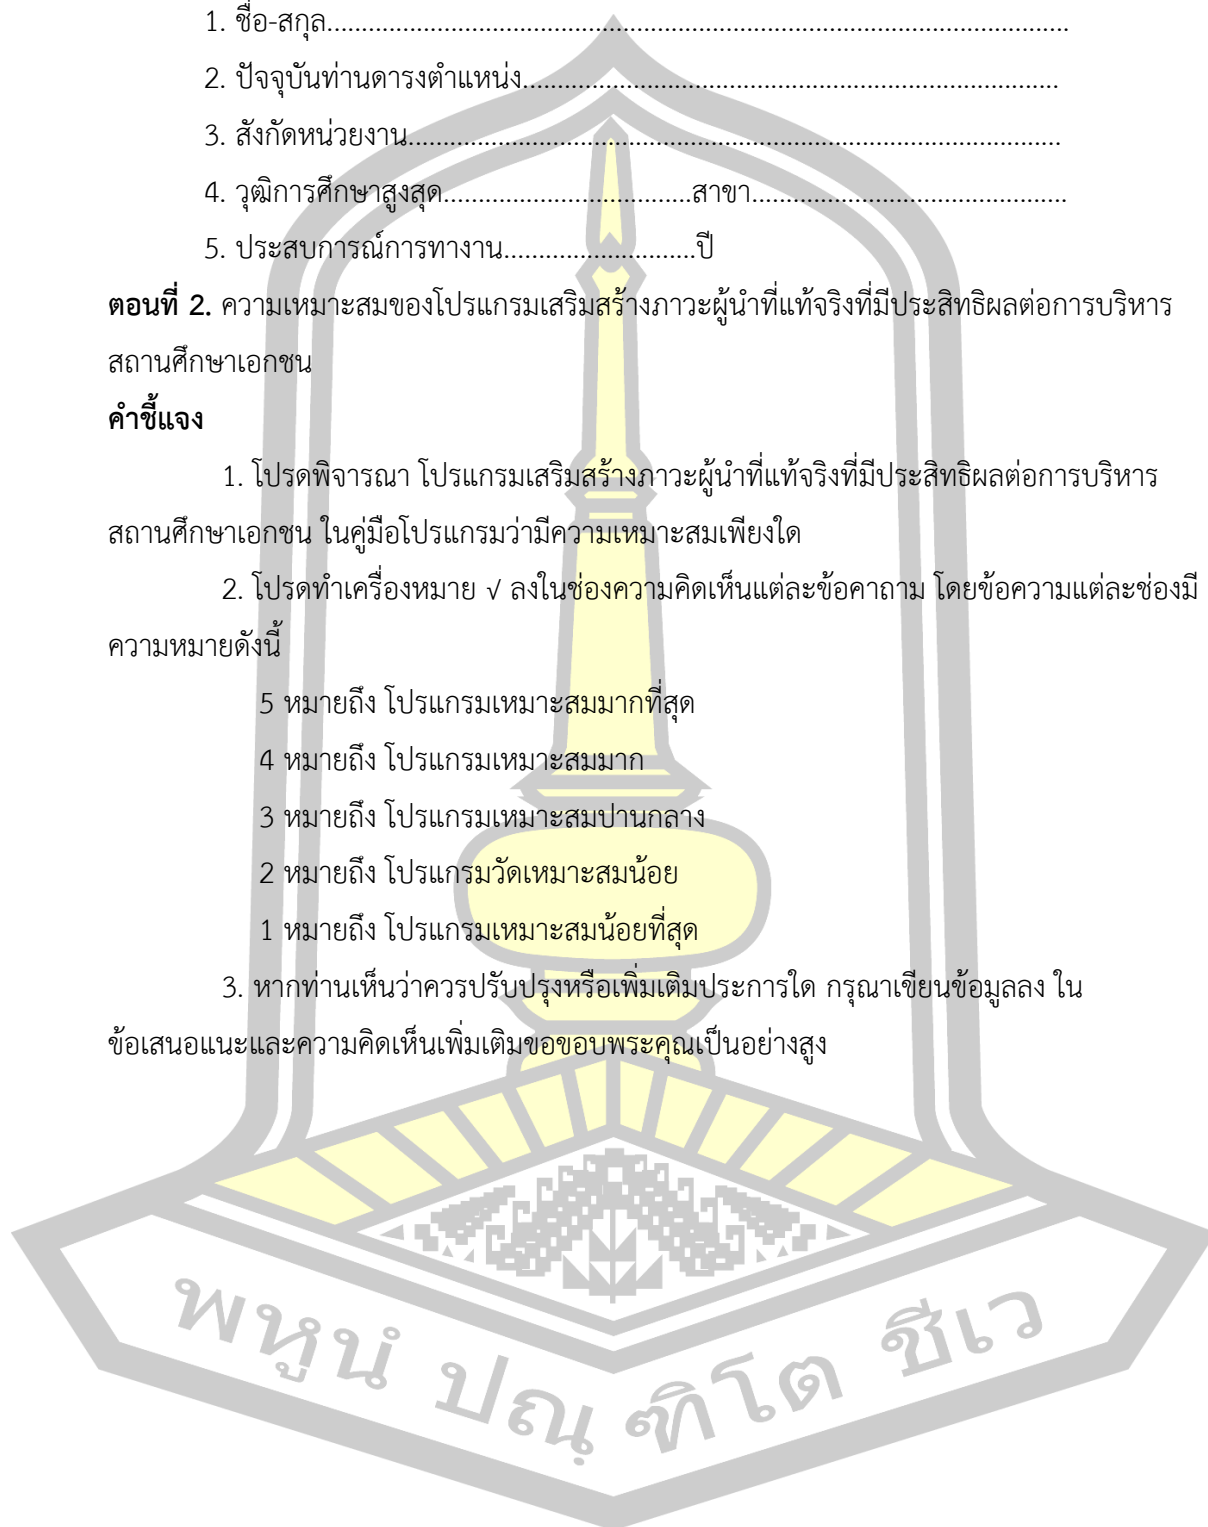 1. ชื่อ-สกุล...........................................................................................................
2. ปัจจุบันท่านดารงตำแหน่ง.............................................................................
3. สังกัดหน่วยงาน..............................................................................................
4. วุฒิการศึกษาสูงสุด....................................สาขา..............................................
5. ประสบการณ์การทางาน............................ปี
ตอนที่ 2. ความเหมาะสมของโปรแกรมเสริมสร้างภาวะผู้นำที่แท้จริงที่มีประสิทธิผลต่อการบริหาร
สถานศึกษาเอกชน
คำชี้แจง
1. โปรดพิจารณา โปรแกรมเสริมสร้างภาวะผู้นำที่แท้จริงที่มีประสิทธิผลต่อการบริหาร
สถานศึกษาเอกชน ในคู่มือโปรแกรมว่ามีความเหมาะสมเพียงใด
2. โปรดทำเครื่องหมาย √ ลงในช่องความคิดเห็นแต่ละข้อคาถาม โดยข้อความแต่ละช่องมี
ความหมายดังนี้
5 หมายถึง โปรแกรมเหมาะสมมากที่สุด
4 หมายถึง โปรแกรมเหมาะสมมาก
3 หมายถึง โปรแกรมเหมาะสมปานกลาง
2 หมายถึง โปรแกรมวัดเหมาะสมน้อย
1 หมายถึง โปรแกรมเหมาะสมน้อยที่สุด
3. หากท่านเห็นว่าควรปรับปรุงหรือเพิ่มเติมประการใด กรุณาเขียนข้อมูลลง ใน
ข้อเสนอแนะและความคิดเห็นเพิ่มเติมขอขอบพระคุณเป็นอย่างสูง
พหูนํ ปณฺฑิโต ชีเว